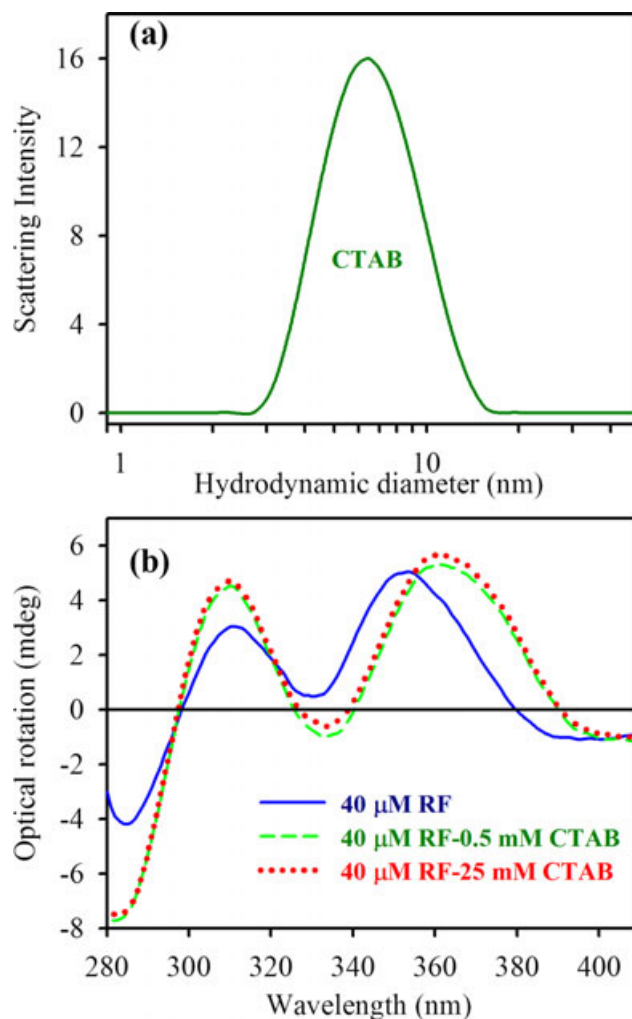 (a)
16
12
8
4
0
Scattering Intensity
CTAB
1
10
Hydrodynamic diameter (nm)
(b)
6
4
2
0
-2
-4
-6
-8
Optical rotation (mdeg)
40 μM RF
40 μM RF-0.5 mM CTAB
40 μM RF-25 mM CTAB
280 300 320 340 360 380 400
Wavelength (nm)